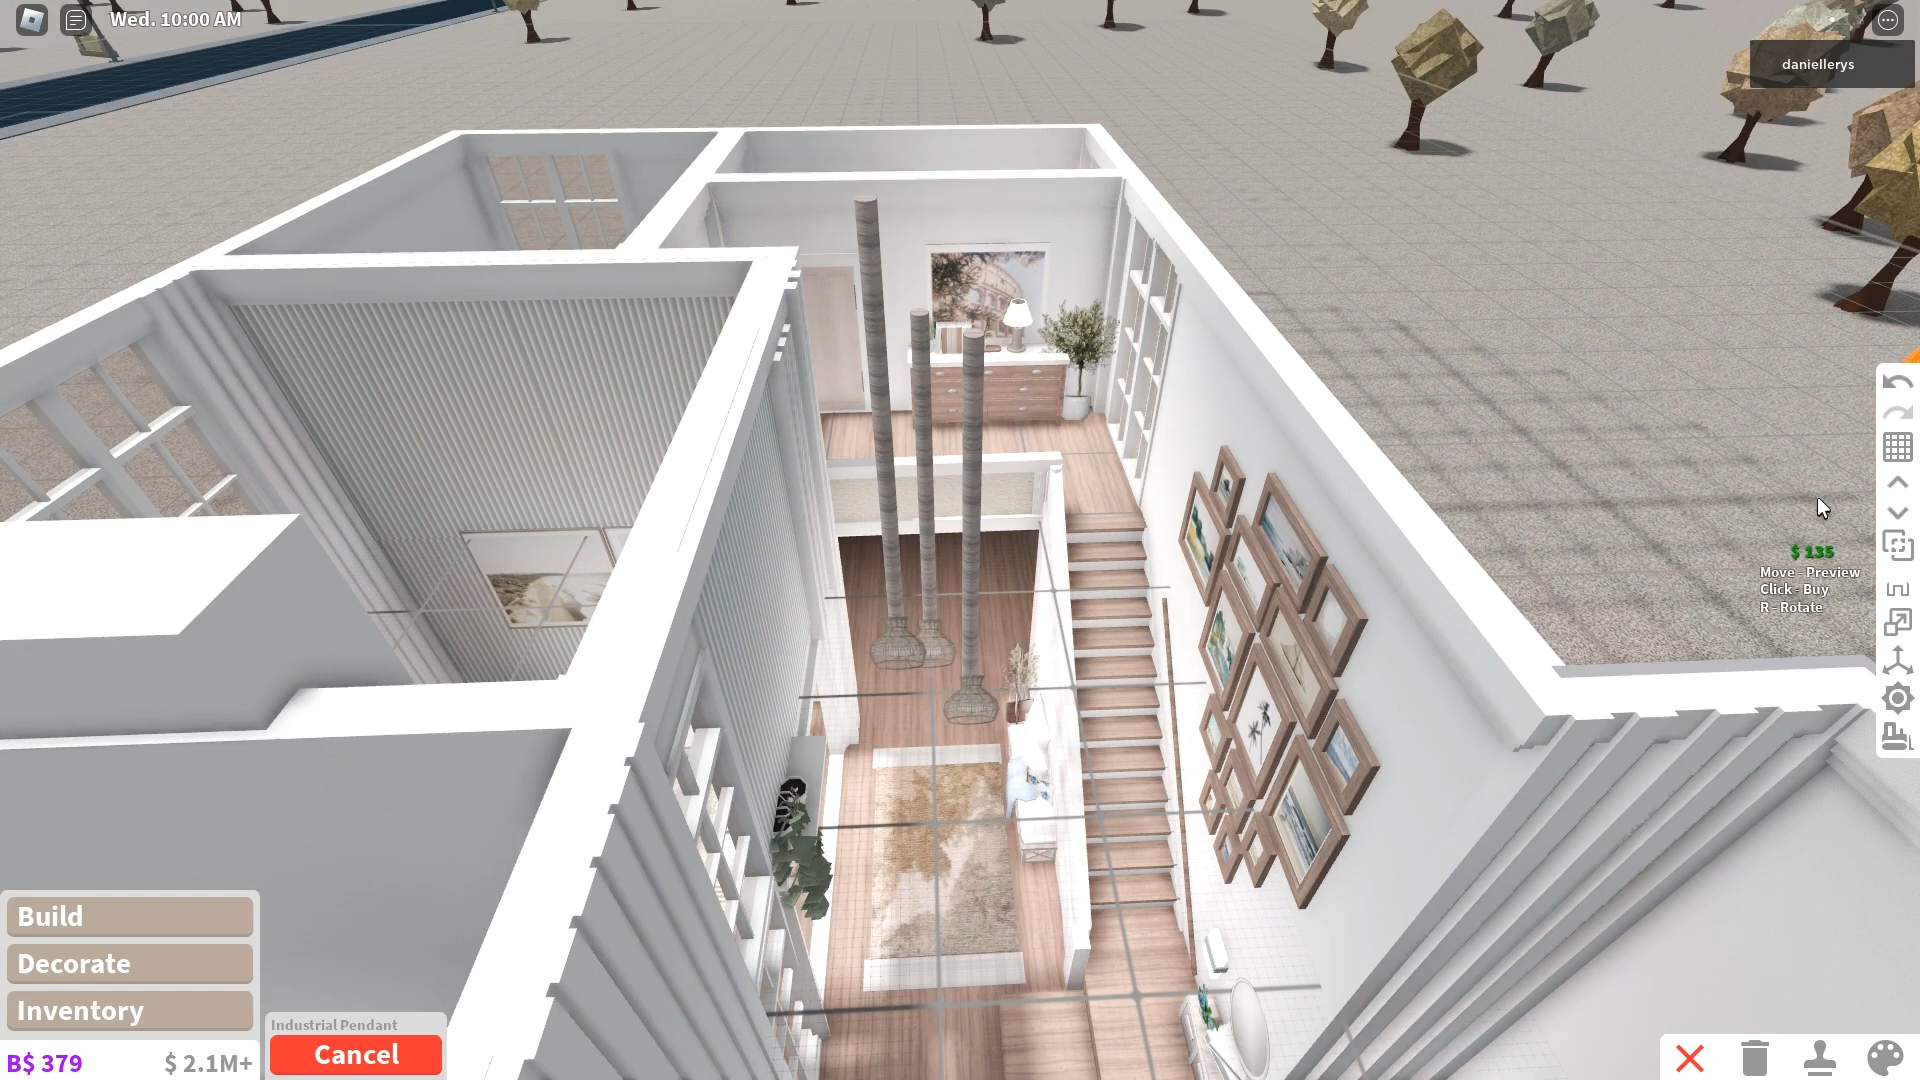 Wed. 10:00 AM
daniellerys
$ 135
Move - Preview
Click - Buy
R - Rotate
Build
Decorate
Inventory
Industrial Pendant
Cancel
B$ 379
$ 2.1M+